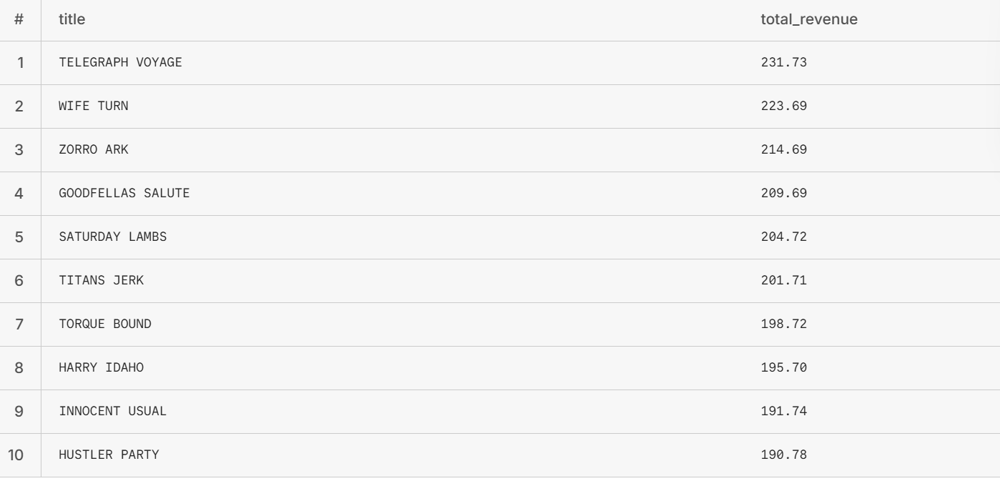 # title total_revenue
1 TELEGRAPH VOYAGE 231.73
2 WIFE TURN 223.69
3 ZORRO ARK 214.69
4 GOODFELLAS SALUTE 209.69
5 SATURDAY LAMBS 204.72
6 TITANS JERK 201.71
7 TORQUE BOUND 198.72
8 HARRY IDAHO 195.70
9 INNOCENT USUAL 191.74
10 HUSTLER PARTY 190.78